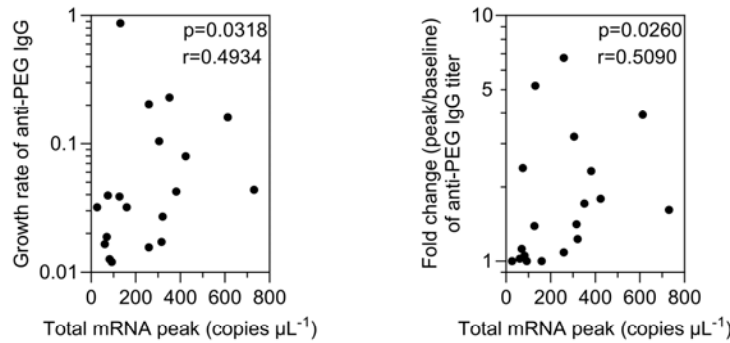 Growth rate of anti-PEG IgG
1
0.1
0.01
p=0.0318
r=0.4934
0 200 400 600 800
Total mRNA peak (copies µL⁻¹)
Fold change (peak/baseline)
of anti-PEG IgG titer
10
5
1
p=0.0260
r=0.5090
0 200 400 600 800
Total mRNA peak (copies µL⁻¹)